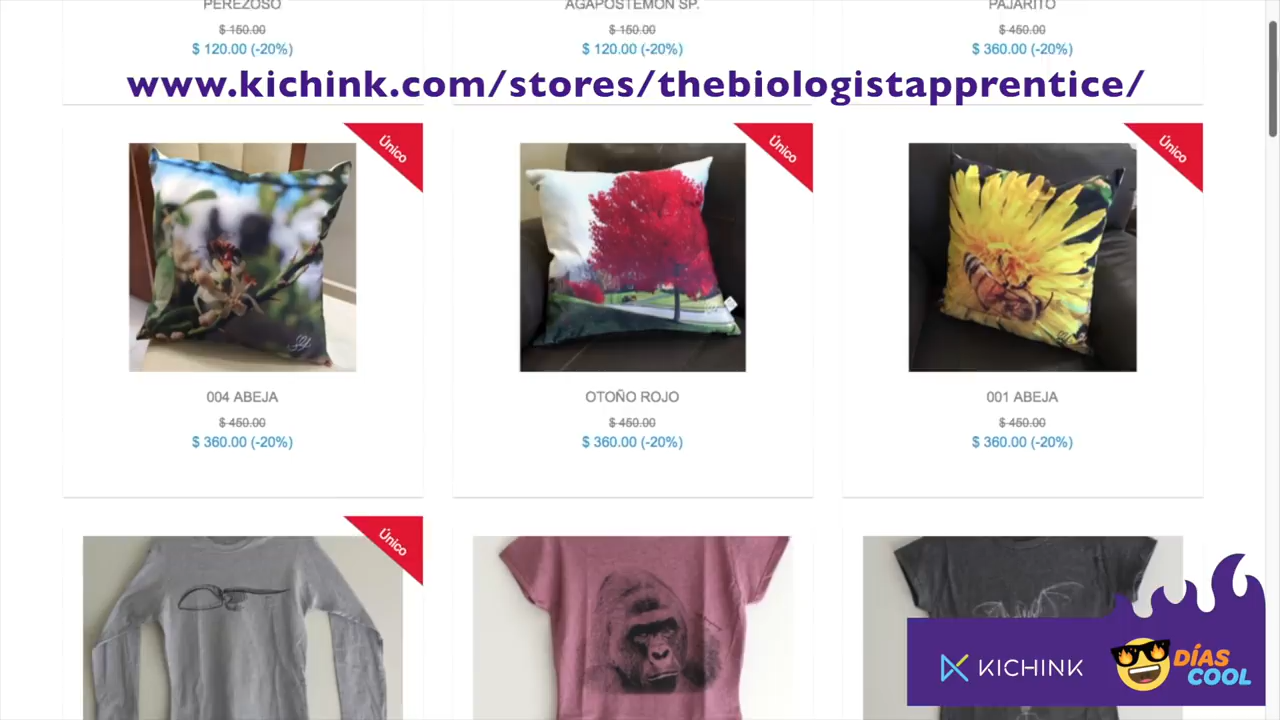 PEREZOSO
AGAPOSTEMON SP.
PAJARITO
$ 150.00
$ 150.00
$ 450.00
$ 120.00 (-20%)
$ 120.00 (-20%)
$ 360.00 (-20%)
www.kichink.com/stores/thebiologistapprentice/
Único
Único
Único
004 ABEJA
OTOÑO ROJO
001 ABEJA
$ 450.00
$ 450.00
$ 450.00
$ 360.00 (-20%)
$ 360.00 (-20%)
$ 360.00 (-20%)
Único
KICHINK
DÍAS
COOL